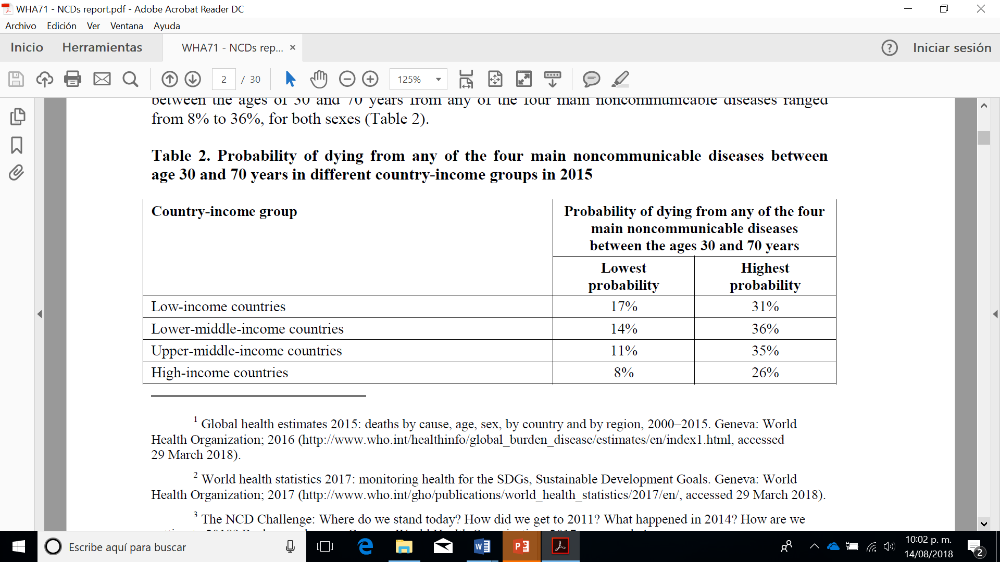 WHA71 - NCDs report.pdf - Adobe Acrobat Reader DC
Archivo Edición Ver Ventana Ayuda
Inicio Herramientas WHA71 - NCDs rep... × ? Iniciar sesión
2 / 30 125%
between the ages of 30 and 70 years from any of the four main noncommunicable diseases ranged
from 8% to 36%, for both sexes (Table 2).
Table 2. Probability of dying from any of the four main noncommunicable diseases between
age 30 and 70 years in different country-income groups in 2015
Country-income group
Probability of dying from any of the four
main noncommunicable diseases
between the ages 30 and 70 years
Lowest
probability
Highest
probability
Low-income countries 17% 31%
Lower-middle-income countries 14% 36%
Upper-middle-income countries 11% 35%
High-income countries 8% 26%
1 Global health estimates 2015: deaths by cause, age, sex, by country and by region, 2000–2015. Geneva: World
Health Organization; 2016 (http://www.who.int/healthinfo/global_burden_disease/estimates/en/index1.html, accessed
29 March 2018).
2 World health statistics 2017: monitoring health for the SDGs, Sustainable Development Goals. Geneva: World
Health Organization; 2017 (http://www.who.int/gho/publications/world_health_statistics/2017/en/, accessed 29 March 2018).
3 The NCD Challenge: Where do we stand today? How did we get to 2011? What happened in 2014? How are we
Escribe aquí para buscar
10:02 p. m.
14/08/2018
2